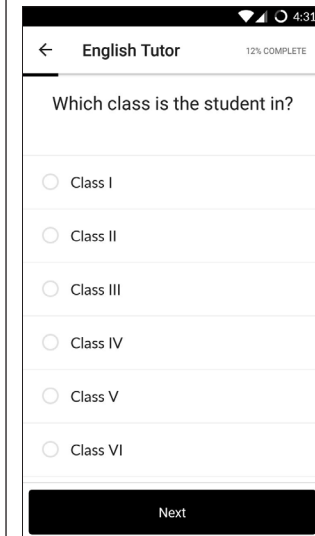 4:31
English Tutor
12% COMPLETE
Which class is the student in?
Class I
Class II
Class III
Class IV
Class V
Class VI
Next